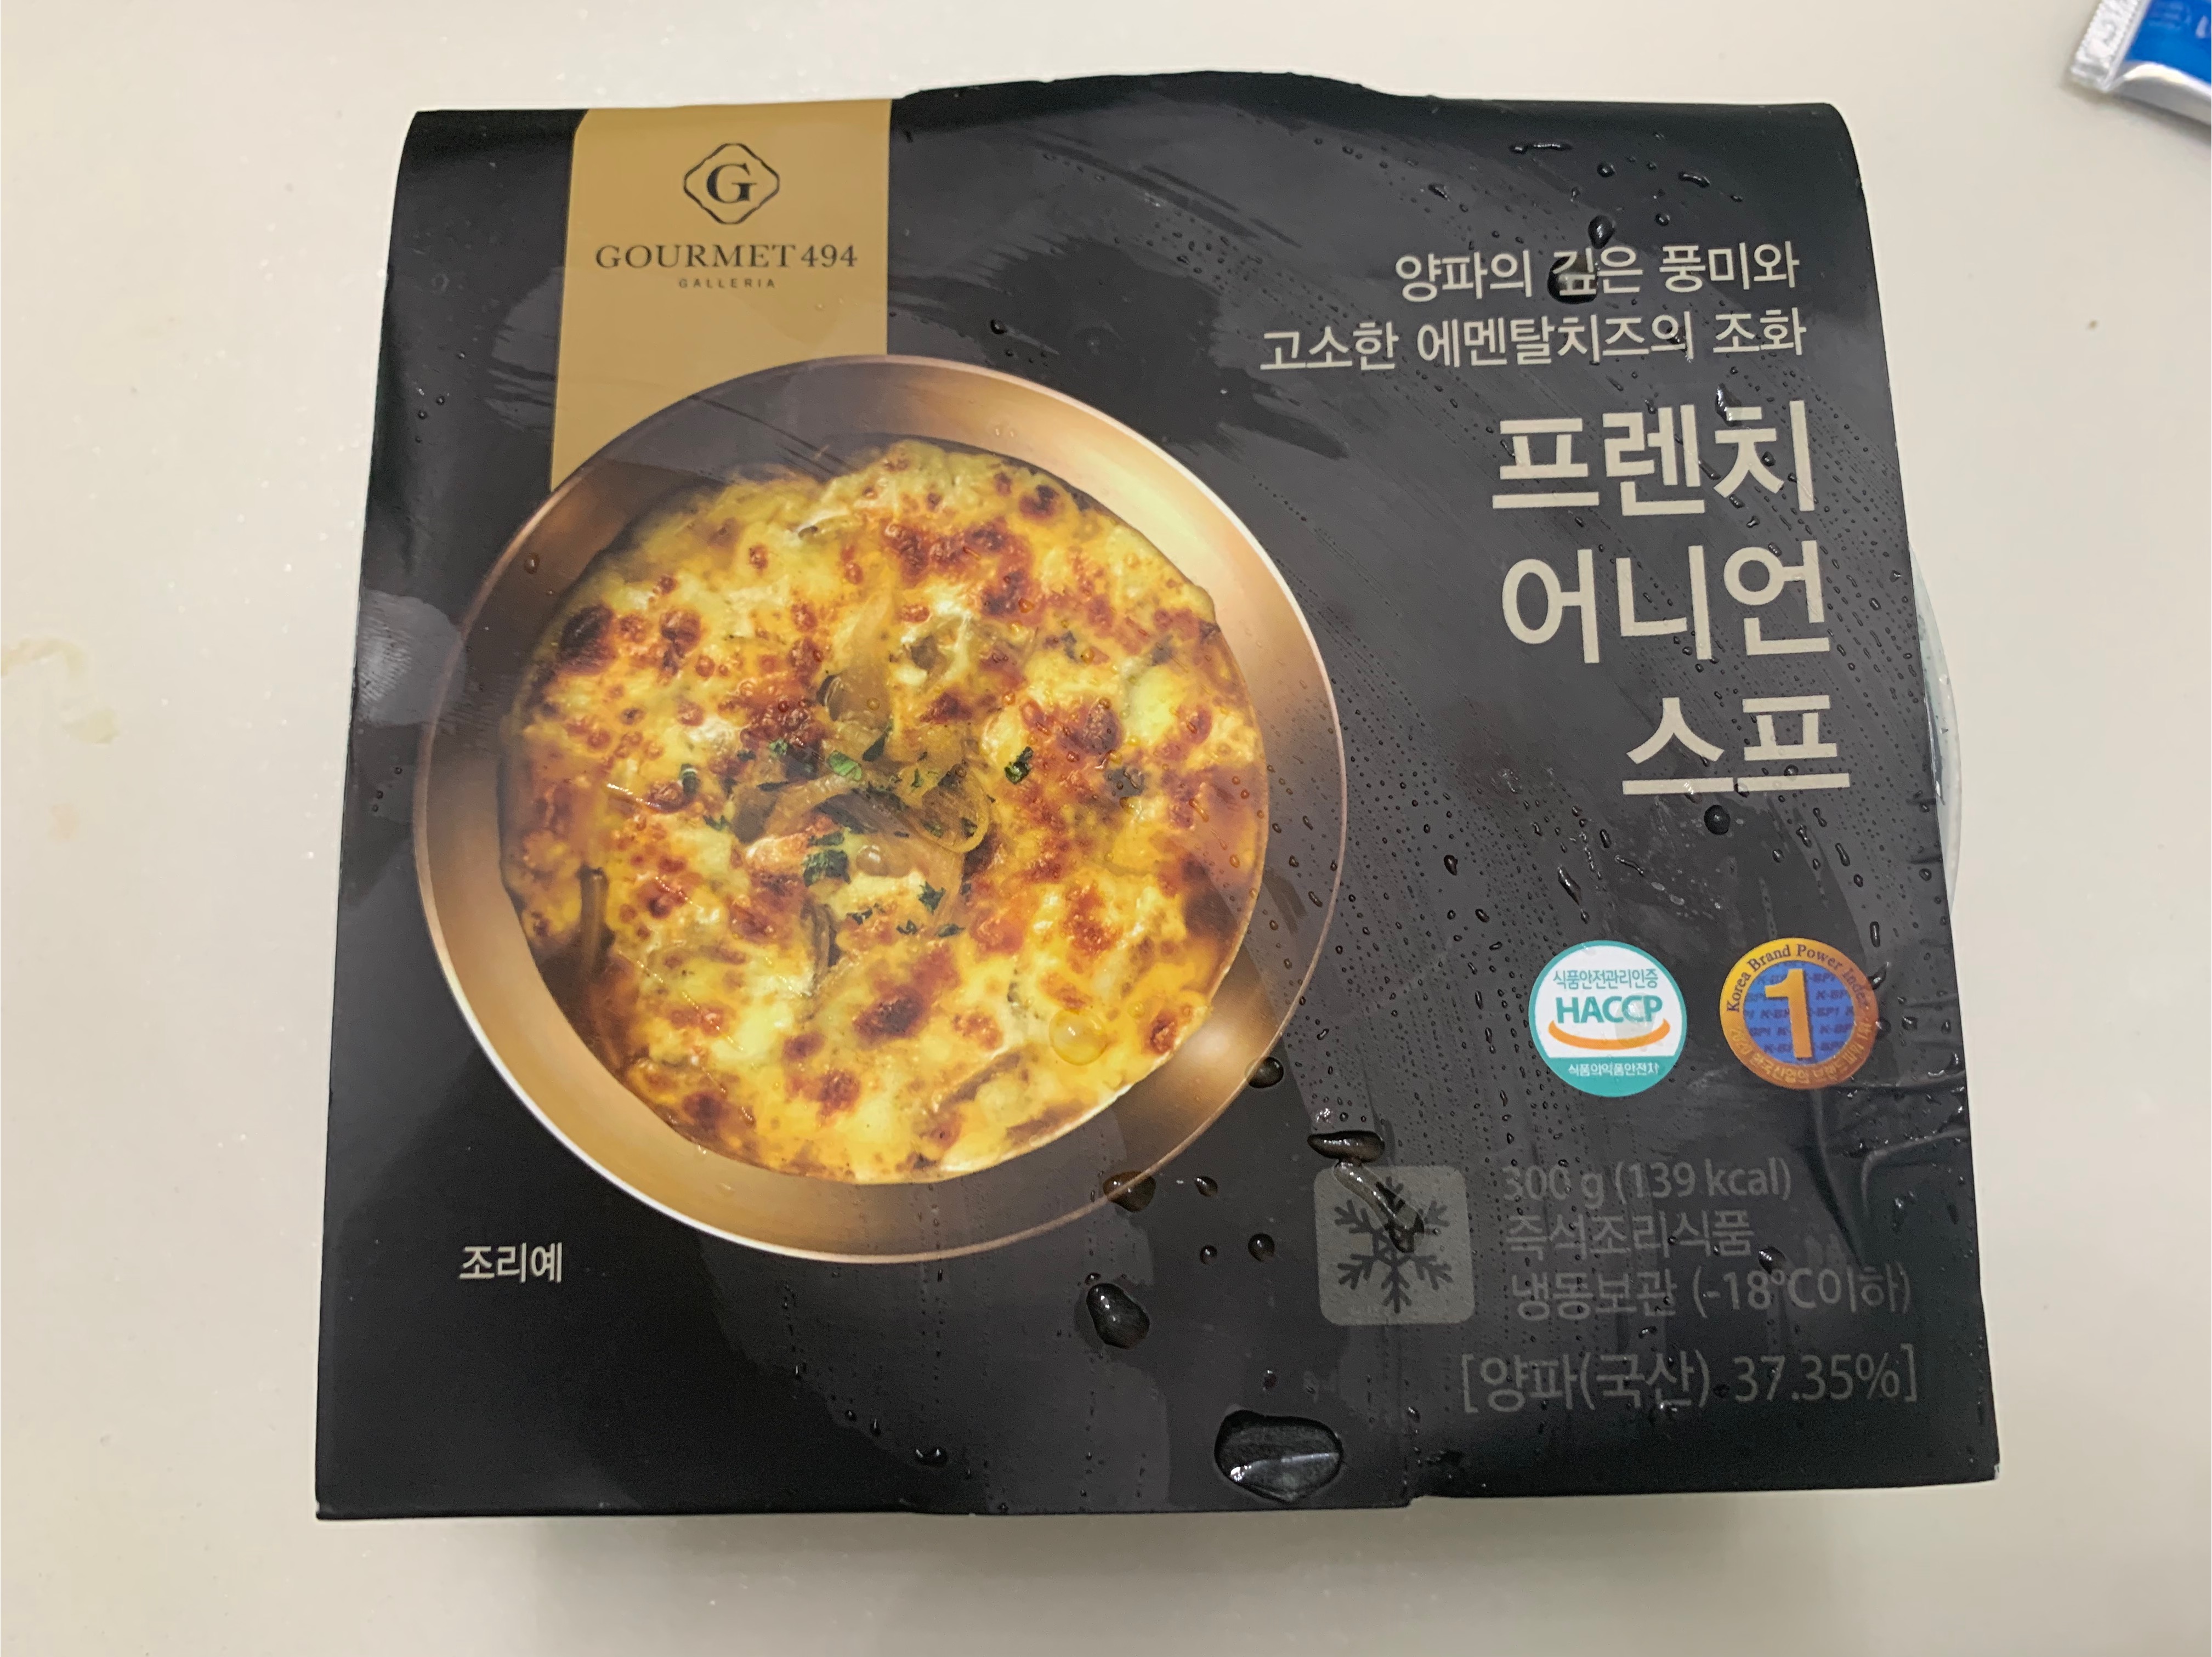 G
GOURMET 494
GALLERIA
양파의 깊은 풍미와
고소한 에멘탈치즈의 조화
프렌치
어니언
스프
식품안전관리인증
HACCP
식품의약품안전처
Korea Brand Power Index
1
300 g (139 kcal)
즉석조리식품
냉동보관 (-18℃이하)
[양파(국산) 37.35%]
조리예